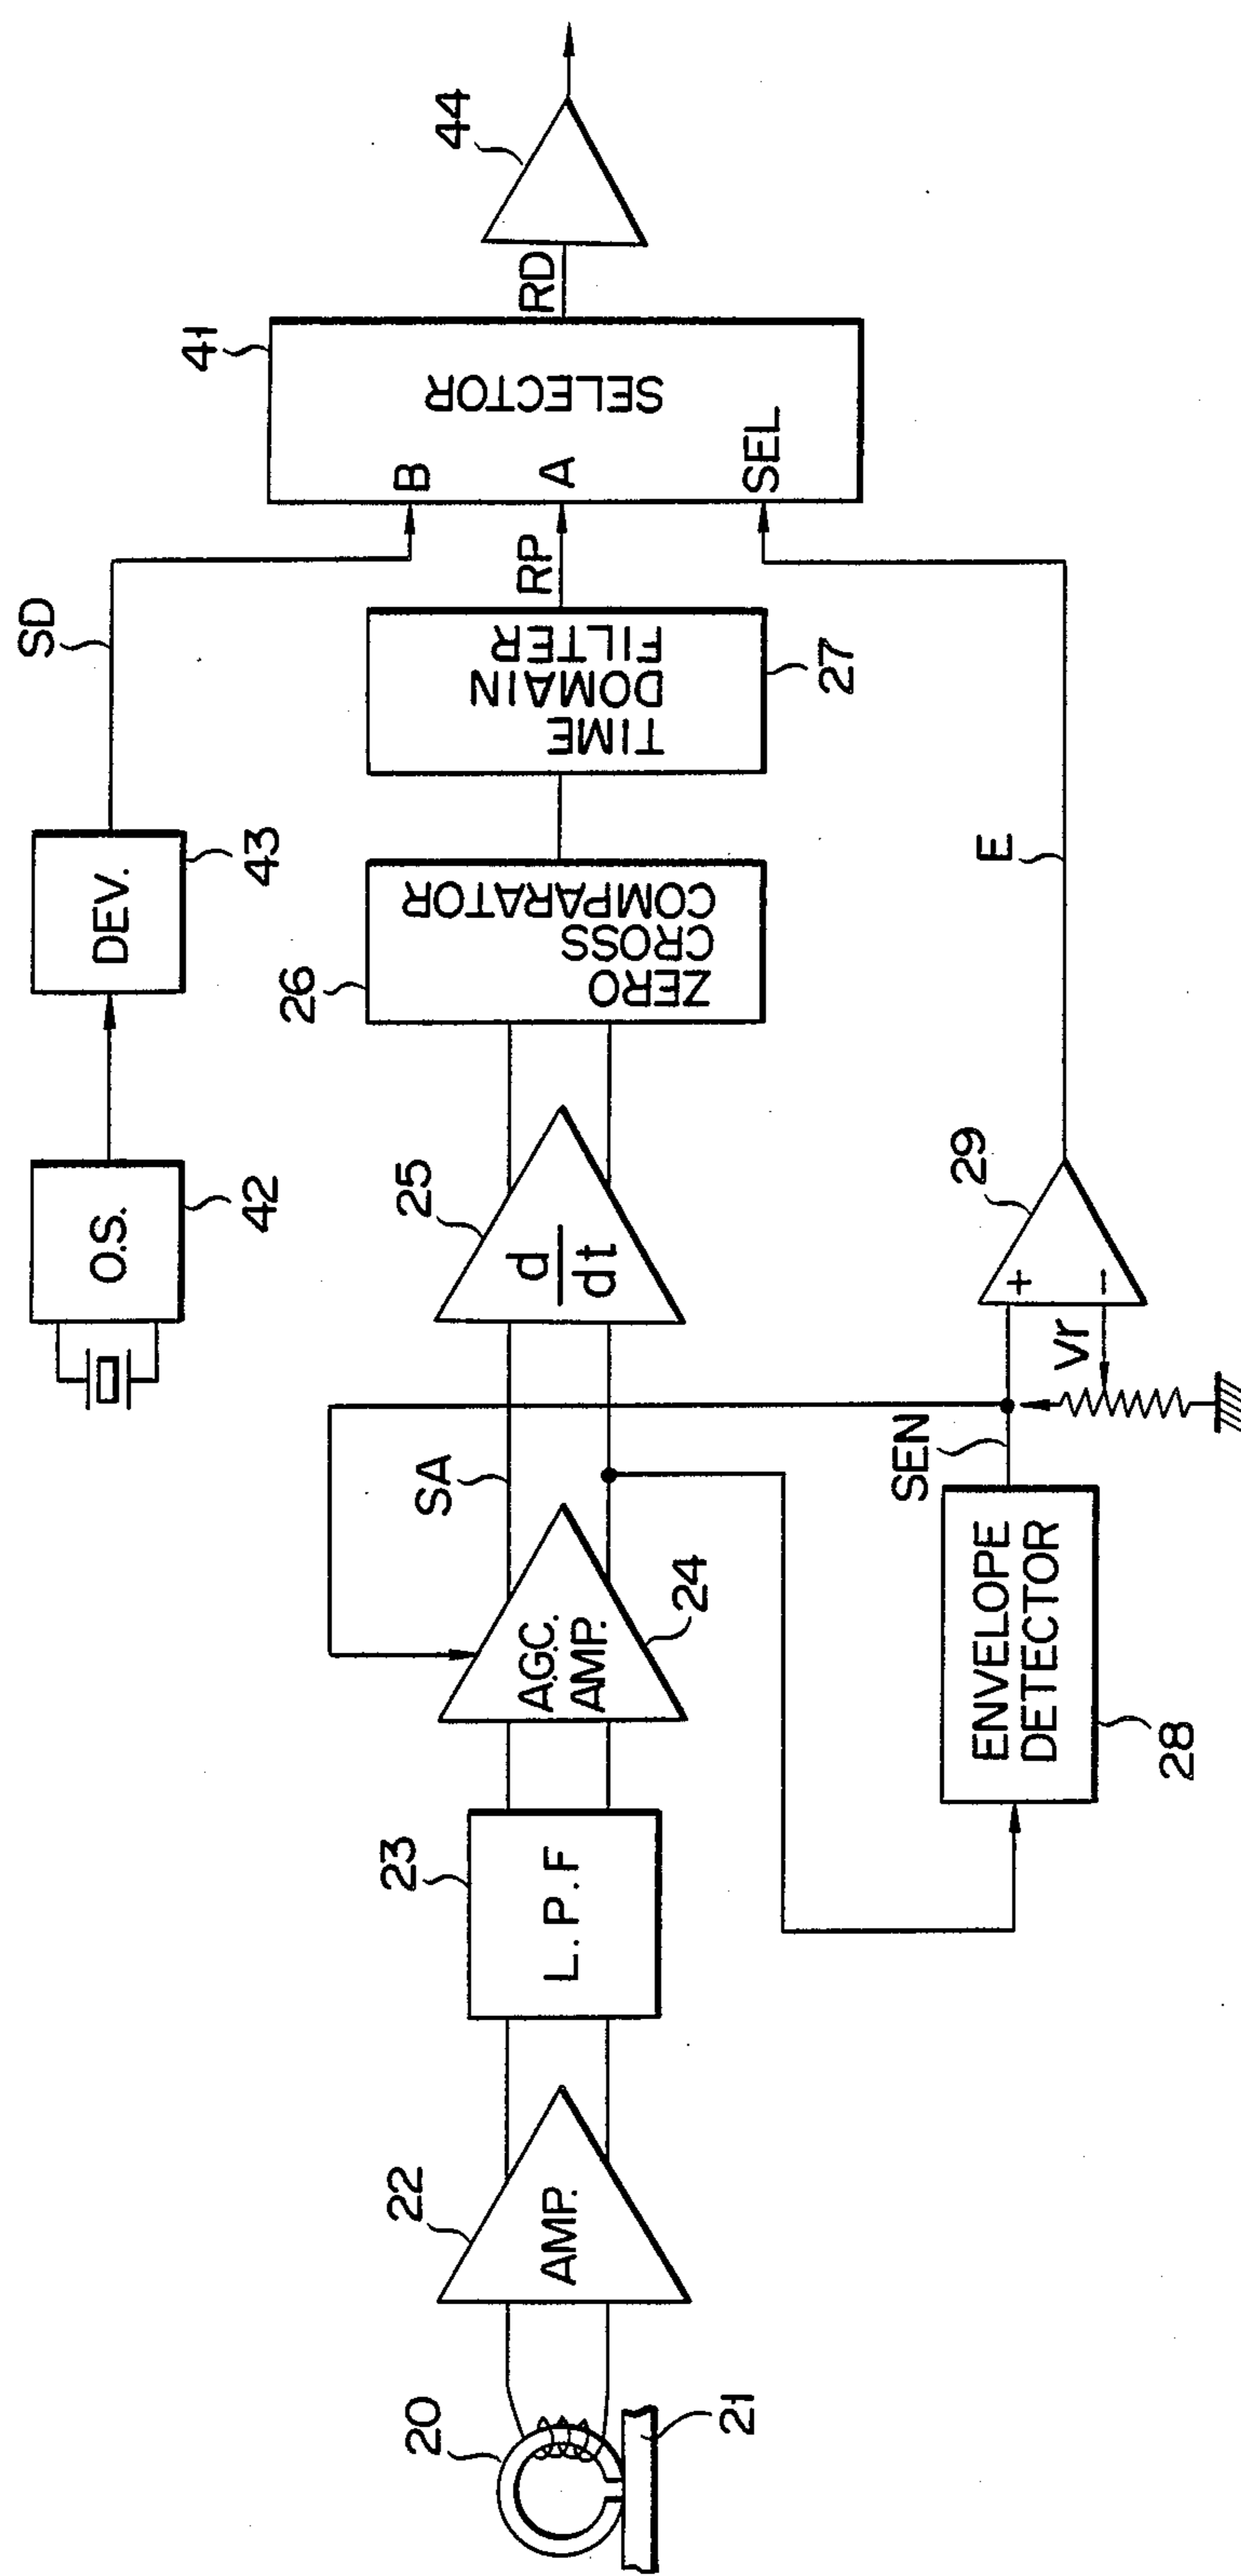 O.S.
42
DEV.
43
SD
20
21
22
AMP.
23
L. P. F
24
A.G.C.
AMP.
SA
25
d
dt
26
ZERO
CROSS
COMPARATOR
27
TIME
DOMAIN
FILTER
RP
41
B
A
SEL
SELECTOR
RD
44
28
ENVELOPE
DETECTOR
SEN
Vr
+
−
29
E